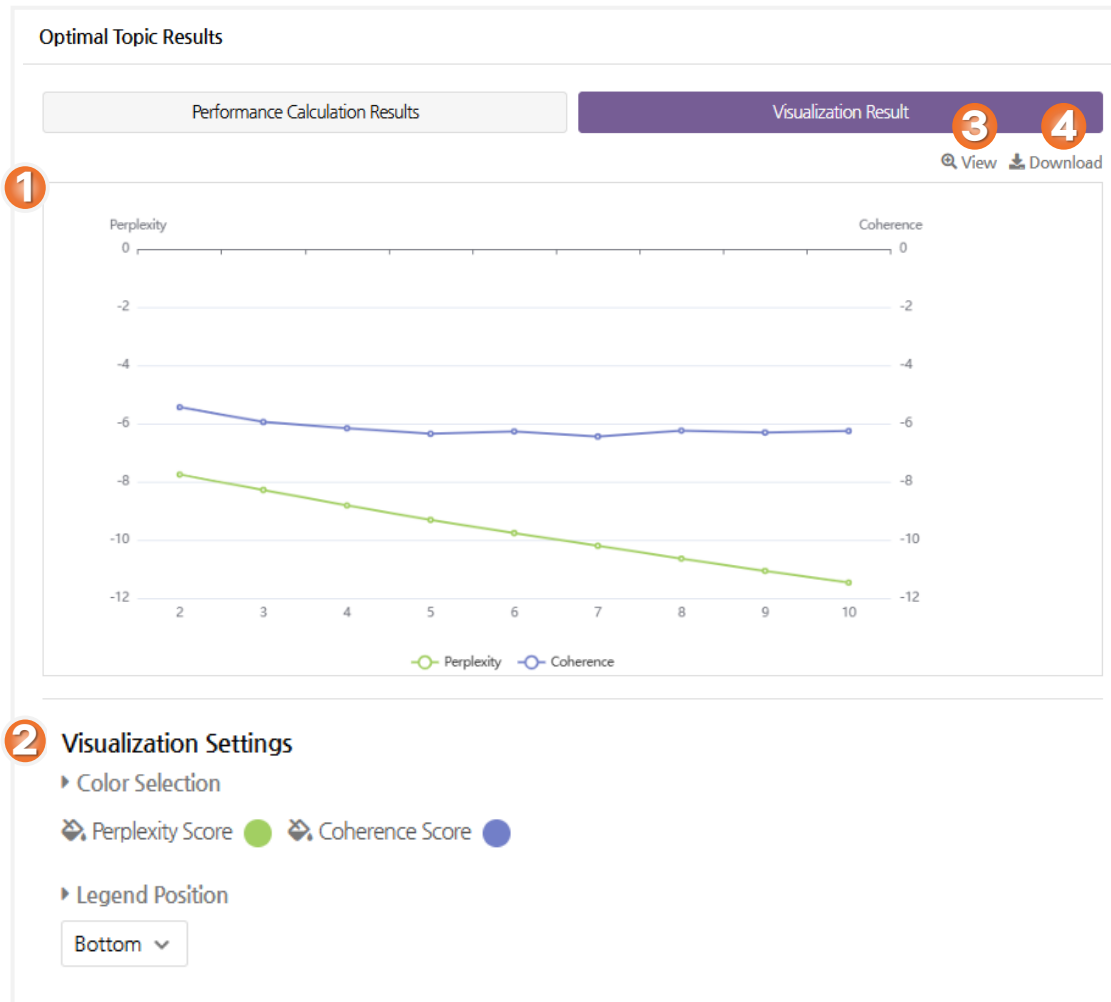 Optimal Topic Results
Performance Calculation Results
Visualization Result
3
4
View
Download
1
Perplexity
Coherence
0
0
-2
-2
-4
-4
-6
-6
-8
-8
-10
-10
-12
-12
2 3 4 5 6 7 8 9 10
Perplexity Coherence
2
Visualization Settings
Color Selection
Perplexity Score Coherence Score
Legend Position
Bottom